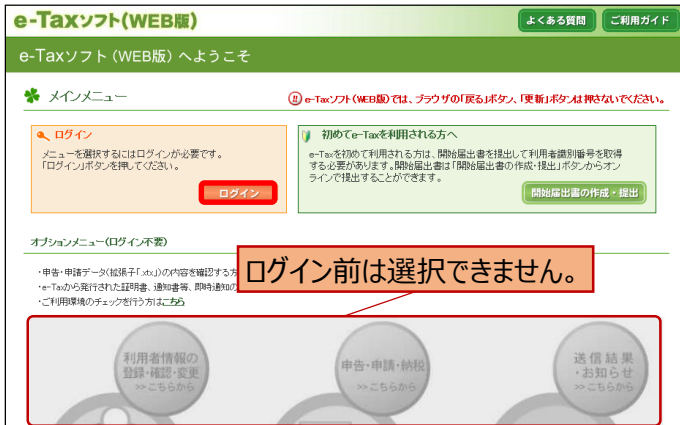 e-Taxソフト(WEB版)
よくある質問
ご利用ガイド
e-Taxソフト(WEB版)へようこそ
メインメニュー
e-Taxソフト(WEB版)では、ブラウザの「戻る」ボタン、「更新」ボタンは押さないでください。
ログイン
メニューを選択するにはログインが必要です。
「ログイン」ボタンを押してください。
ログイン
初めてe-Taxを利用される方へ
e-Taxを初めて利用される方は、開始届出書を提出して利用者識別番号を取得
する必要があります。開始届出書は「開始届出書の作成・提出」ボタンからオン
ラインで提出することができます。
開始届出書の作成・提出
オプションメニュー(ログイン不要)
・申告・申請データ(拡張子「.xtx」)の内容を確認する方
・e-Taxから発行された証明書、通知書等、即時通知の
・ご利用環境のチェックを行う方はこちら
ログイン前は選択できません。
利用者情報の
登録・確認・変更
>>こちらから
申告・申請・納税
>>こちらから
送信結果
・お知らせ
>>こちらから